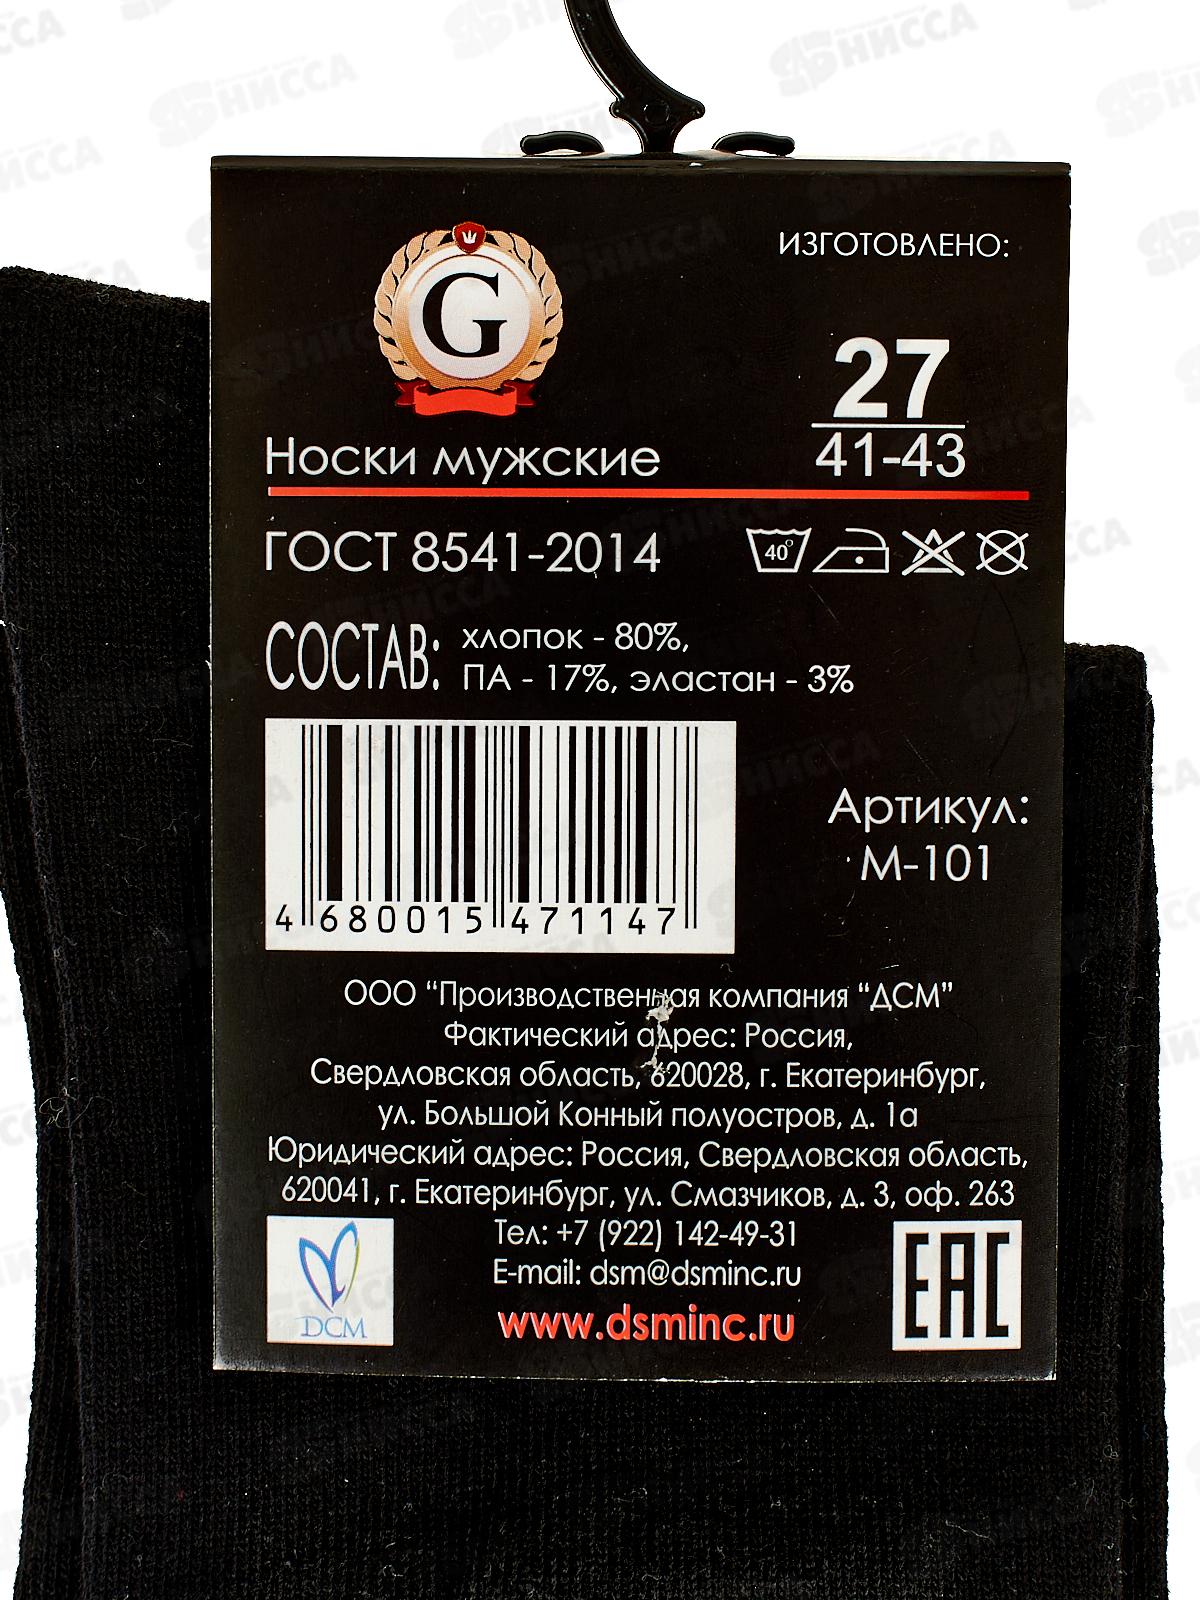 G
ИЗГОТОВЛЕНО:
27
41-43
Носки мужские
ГОСТ 8541-2014
40°
СОСТАВ: хлопок - 80%,
ПА - 17%, эластан - 3%
4 680015 471147
Артикул:
М-101
ООО “Производственная компания “ДСМ”
Фактический адрес: Россия,
Свердловская область, 620028, г. Екатеринбург,
ул. Большой Конный полуостров, д. 1а
Юридический адрес: Россия, Свердловская область,
620041, г. Екатеринбург, ул. Смазчиков, д. 3, оф. 263
Тел: +7 (922) 142-49-31
E-mail: dsm@dsminc.ru
www.dsminc.ru
DCM
EAC
НИССА